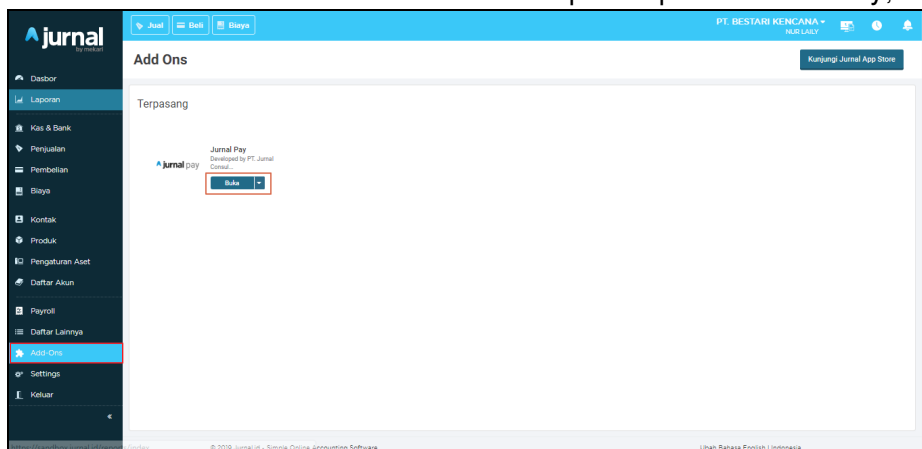 jurnal
by mekari
Jual
Beli
Biaya
PT. BESTARI KENCANA
NUR LAILY
Add Ons
Kunjungi Jurnal App Store
Dasbor
Laporan
Kas & Bank
Penjualan
Pembelian
Biaya
Kontak
Produk
Pengaturan Aset
Daftar Akun
Payroll
Daftar Lainnya
Add-Ons
Settings
Keluar
Terpasang
jurnal pay
Jurnal Pay
Developed by PT. Jurnal
Consul...
Buka
© 2019 Jurnal.id - Simple Online Accounting Software
Ubah Bahasa English | Indonesia